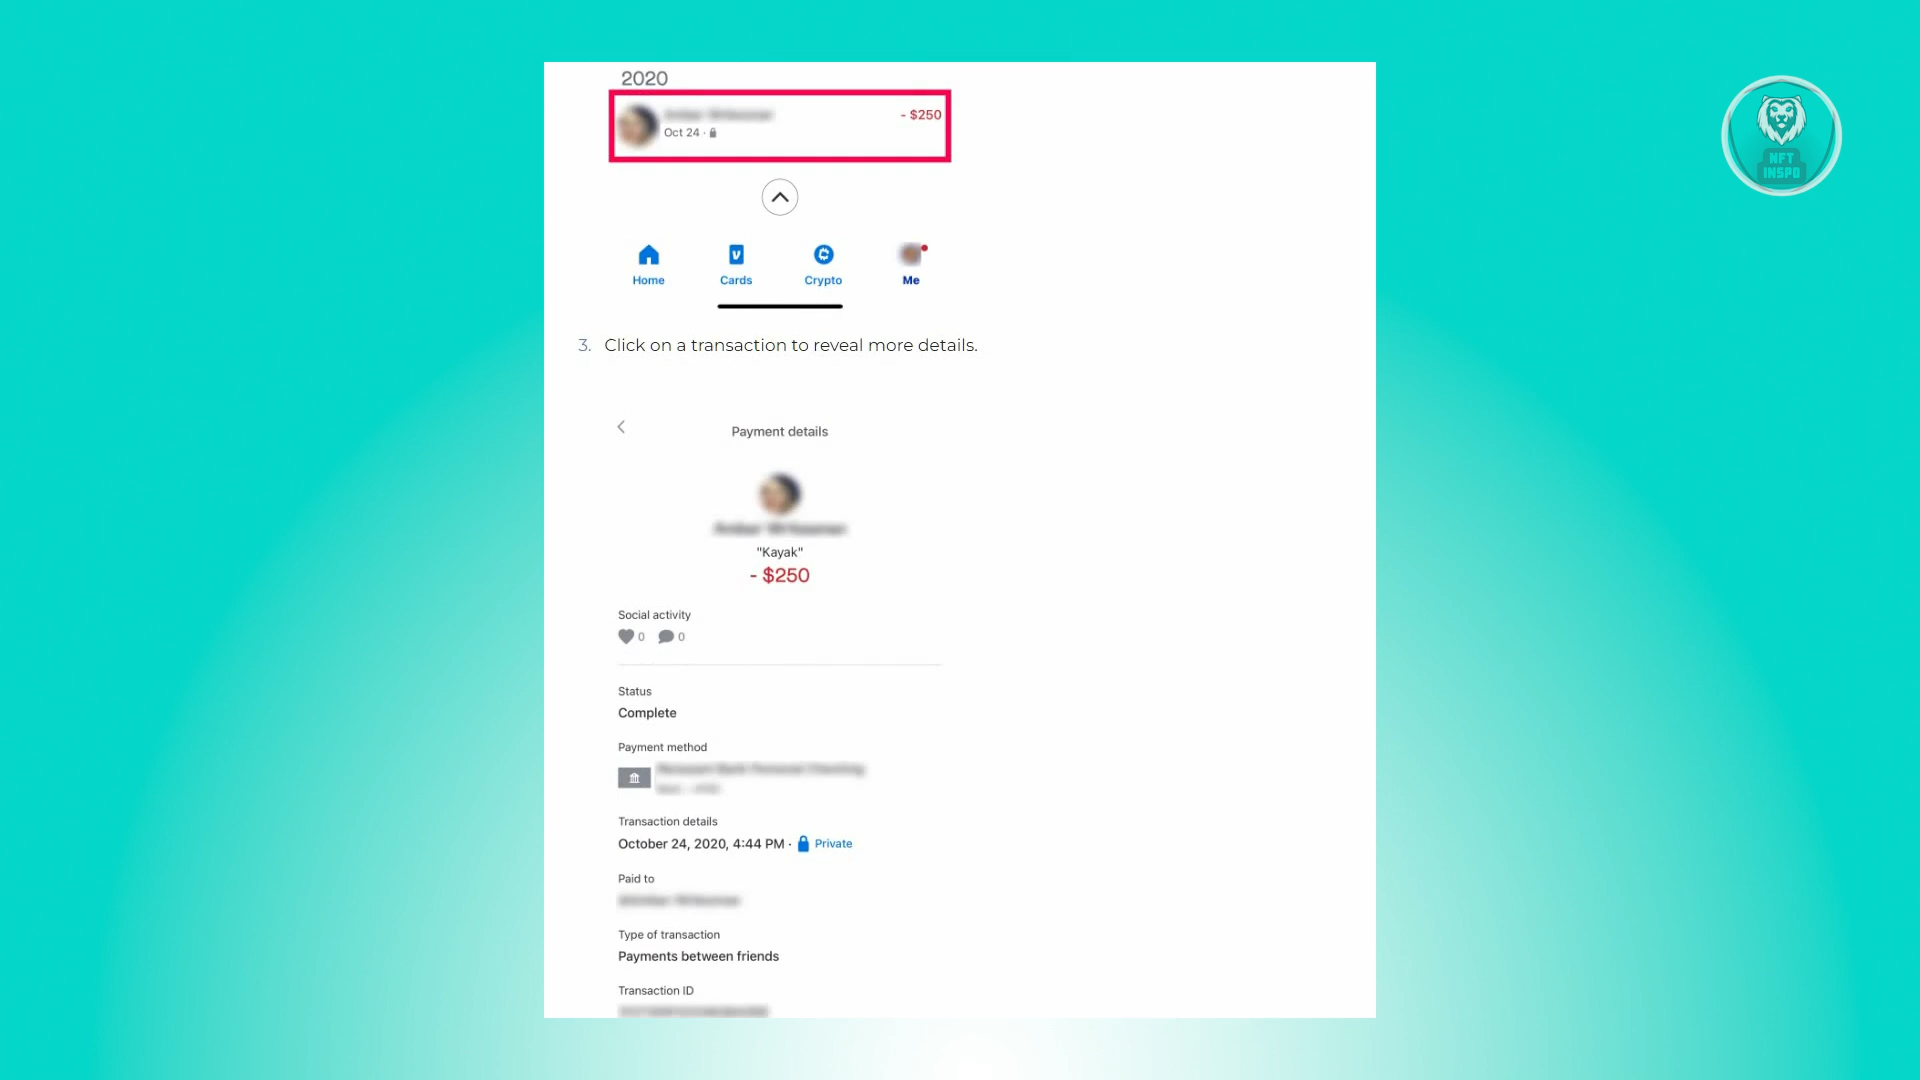 2020
- $250
Oct 24 ·
NFT
INSPO
Home
Cards
Crypto
Me
3. Click on a transaction to reveal more details.
Payment details
"Kayak"
- $250
Social activity
0 0
Status
Complete
Payment method
Transaction details
October 24, 2020, 4:44 PM · Private
Paid to
Type of transaction
Payments between friends
Transaction ID